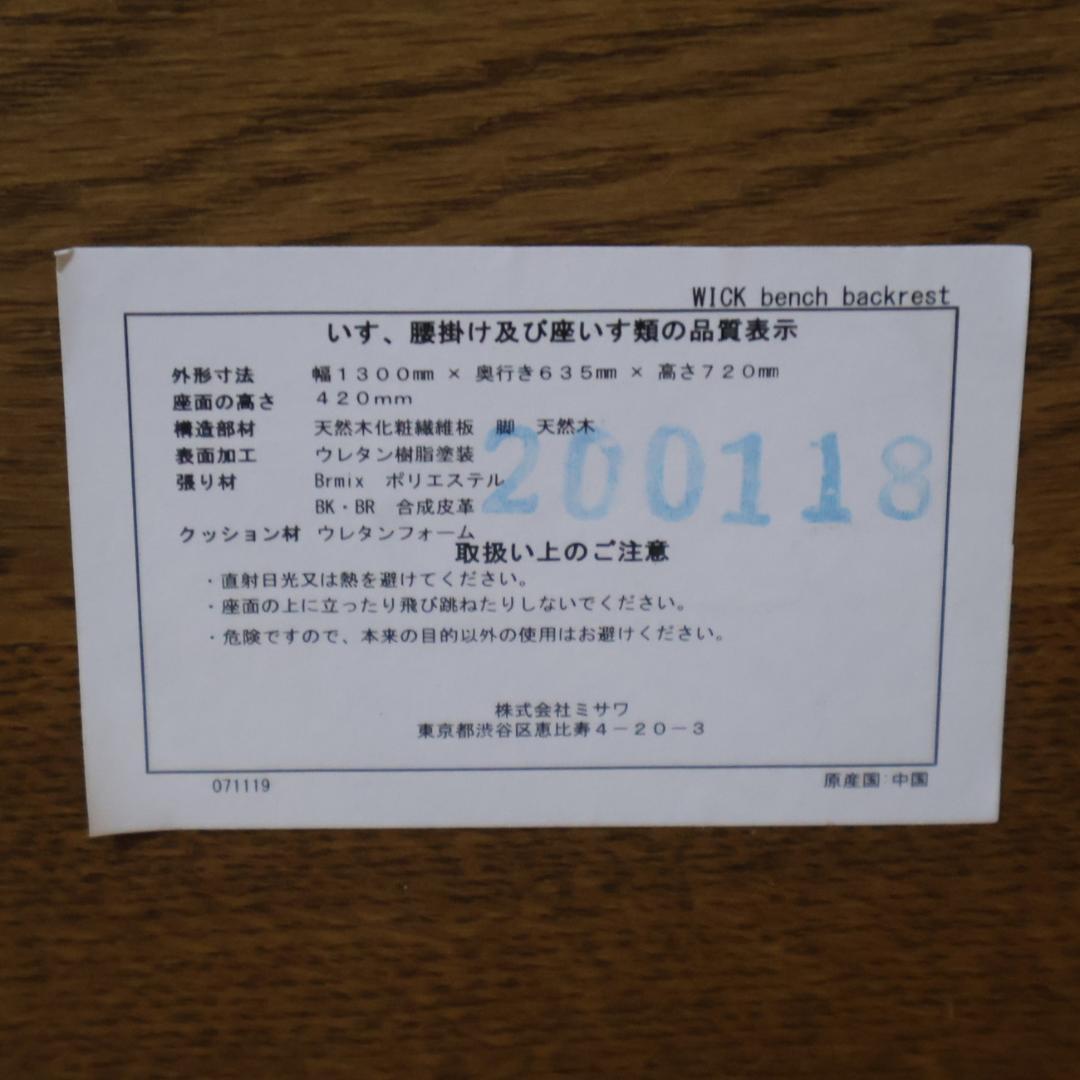 WICK bench backrest
いす、腰掛け及び座いす類の品質表示
外形寸法 幅１３００㎜ × 奥行き６３５㎜ × 高さ７２０㎜
座面の高さ ４２０ｍｍ
構造部材 天然木化粧繊維板 脚 天然木
表面加工 ウレタン樹脂塗装
張り材 Brmix ポリエステル
BK・BR 合成皮革
200118
クッション材 ウレタンフォーム
取扱い上のご注意
・直射日光又は熱を避けてください。
・座面の上に立ったり飛び跳ねたりしないでください。
・危険ですので、本来の目的以外の使用はお避けください。
株式会社ミサワ
東京都渋谷区恵比寿４－２０－３
071119 原産国:中国